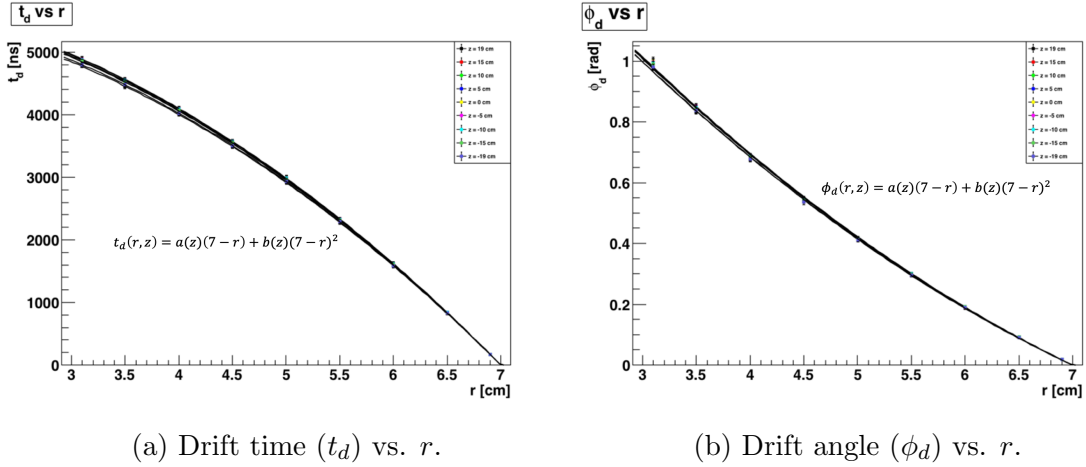 t_d vs r
t_d [ns]
5000
4000
3000
2000
1000
0
3 3.5 4 4.5 5 5.5 6 6.5 7
r [cm]
z = 19 cm
z = 15 cm
z = 10 cm
z = 5 cm
z = 0 cm
z = -5 cm
z = -10 cm
z = -15 cm
z = -19 cm
t_d(r,z) = a(z)(7 − r) + b(z)(7 − r)²
(a) Drift time (t_d) vs. r.
ϕ_d vs r
ϕ_d [rad]
1
0.8
0.6
0.4
0.2
0
3 3.5 4 4.5 5 5.5 6 6.5 7
r [cm]
z = 19 cm
z = 15 cm
z = 10 cm
z = 5 cm
z = 0 cm
z = -5 cm
z = -10 cm
z = -15 cm
z = -19 cm
ϕ_d(r,z) = a(z)(7 − r) + b(z)(7 − r)²
(b) Drift angle (ϕ_d) vs. r.